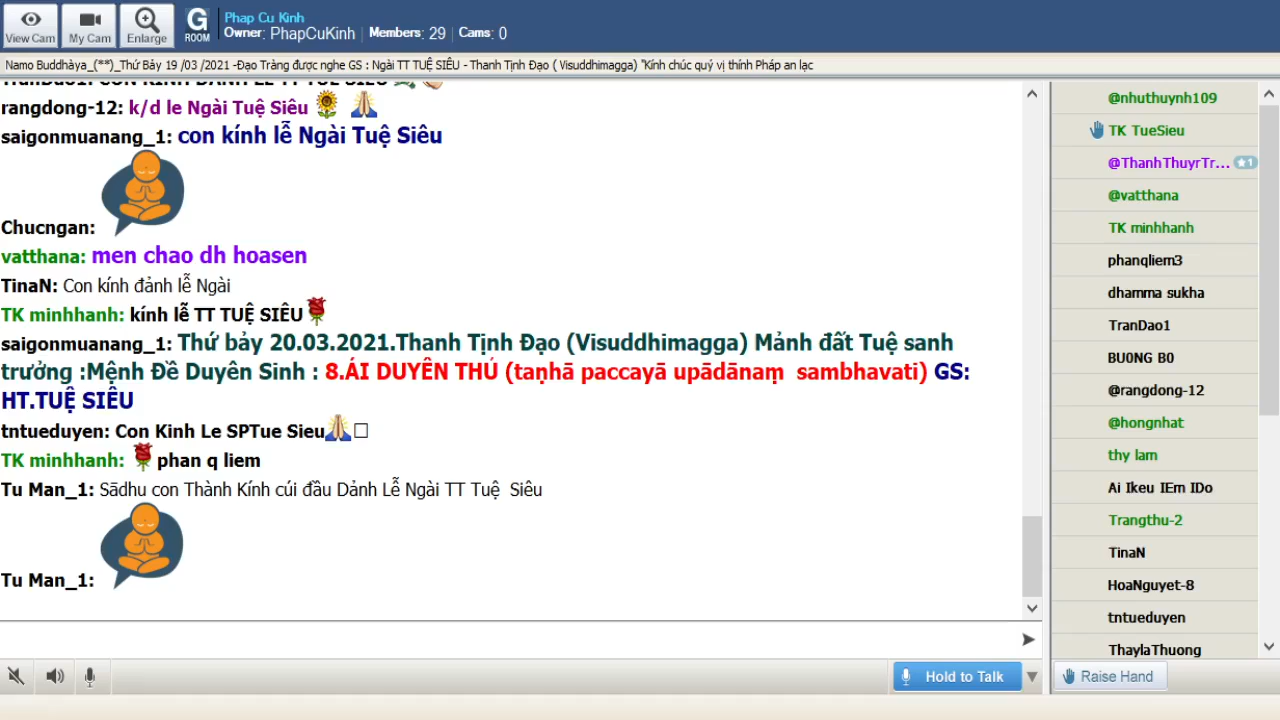 View Cam
My Cam
Enlarge
G
ROOM
Phap Cu Kinh
Owner: PhapCuKinh Members: 29 Cams: 0
Namo Buddhàya_(**)_Thứ Bảy 19 /03 /2021 -Đạo Tràng được nghe GS : Ngài TT TUỆ SIÊU - Thanh Tịnh Đạo ( Visuddhimagga) "Kính chúc quý vị thính Pháp an lạc
rangdong-12: k/d le Ngài Tuệ Siêu
saigonmuanang_1: con kính lễ Ngài Tuệ Siêu
Chucngan:
vatthana: men chao dh hoasen
TinaN: Con kính đảnh lễ Ngài
TK minhhanh: kính lễ TT TUỆ SIÊU
saigonmuanang_1: Thứ bảy 20.03.2021.Thanh Tịnh Đạo (Visuddhimagga) Mảnh đất Tuệ sanh
trưởng :Mệnh Đề Duyên Sinh : 8.ÁI DUYÊN THỦ (taṇhā paccayā upādānaṃ sambhavati) GS:
HT.TUỆ SIÊU
tntueduyen: Con Kinh Le SPTue Sieu
TK minhhanh: phan q liem
Tu Man_1: Sādhu con Thành Kính cúi đầu Dảnh Lễ Ngài TT Tuệ Siêu
Tu Man_1:
Hold to Talk
@nhuthuynh109
TK TueSieu
@ThanhThuyrTr... ★1
@vatthana
TK minhhanh
phanqliem3
dhamma sukha
TranDao1
BU0NG B0
@rangdong-12
@hongnhat
thy lam
Ai Ikeu IEm IDo
Trangthu-2
TinaN
HoaNguyet-8
tntueduyen
ThaylaThuong
Raise Hand